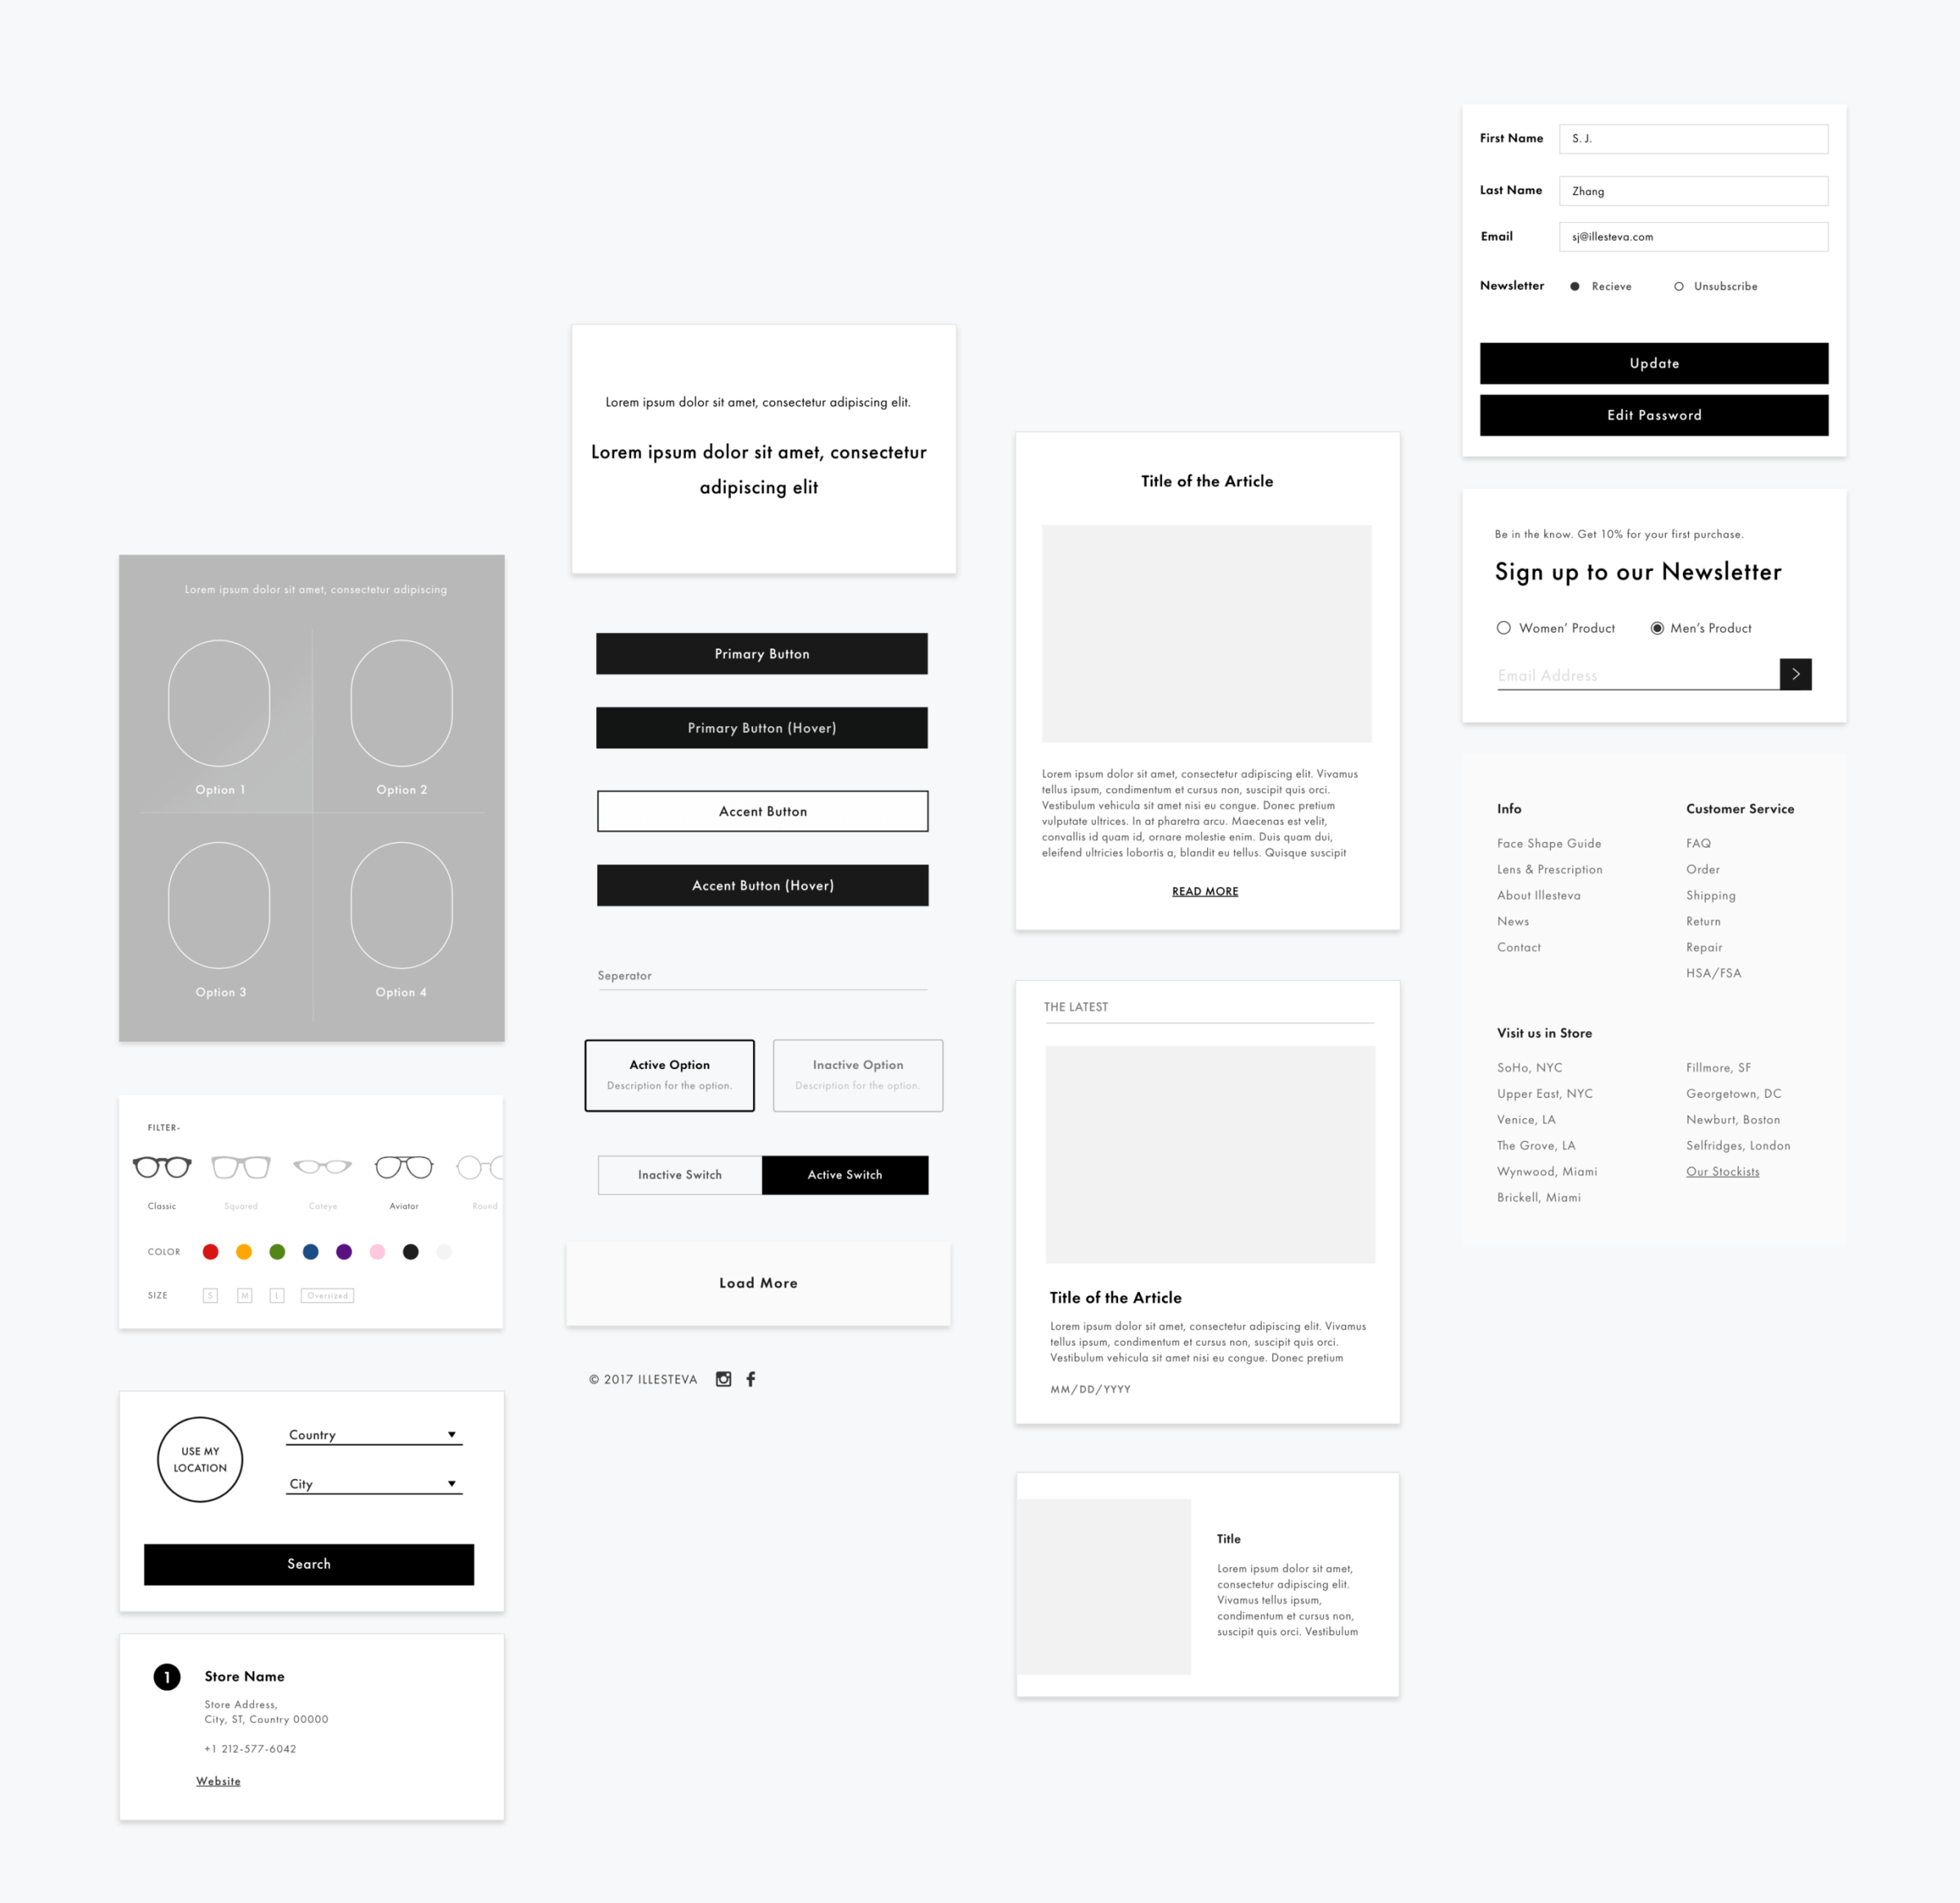 Lorem ipsum dolor sit amet, consectetur adipiscing
Option 1
Option 2
Option 3
Option 4
FILTER-
Classic
Squared
Cateye
Aviator
Round
COLOR
SIZE
S
M
L
Oversized
USE MY
LOCATION
Country
City
Search
1
Store Name
Store Address,
City, ST, Country 00000
+1 212-577-6042
Website
Lorem ipsum dolor sit amet, consectetur adipiscing elit.
Lorem ipsum dolor sit amet, consectetur
adipiscing elit
Primary Button
Primary Button (Hover)
Accent Button
Accent Button (Hover)
Seperator
Active Option
Description for the option.
Inactive Option
Description for the option.
Inactive Switch
Active Switch
Load More
© 2017 ILLESTEVA
Title of the Article
Lorem ipsum dolor sit amet, consectetur adipiscing elit. Vivamus
tellus ipsum, condimentum et cursus non, suscipit quis orci.
Vestibulum vehicula sit amet nisi eu congue. Donec pretium
vulputate ultrices. In at pharetra arcu. Maecenas est velit,
convallis id quam id, ornare molestie enim. Duis quam dui,
eleifend ultricies lobortis a, blandit eu tellus. Quisque suscipit
READ MORE
THE LATEST
Title of the Article
Lorem ipsum dolor sit amet, consectetur adipiscing elit. Vivamus
tellus ipsum, condimentum et cursus non, suscipit quis orci.
Vestibulum vehicula sit amet nisi eu congue. Donec pretium
MM/DD/YYYY
Title
Lorem ipsum dolor sit amet,
consectetur adipiscing elit.
Vivamus tellus ipsum,
condimentum et cursus non,
suscipit quis orci. Vestibulum
First Name
S. J.
Last Name
Zhang
Email
sj@illesteva.com
Newsletter
Recieve
Unsubscribe
Update
Edit Password
Be in the know. Get 10% for your first purchase.
Sign up to our Newsletter
Women’ Product
Men’s Product
Email Address
Info
Face Shape Guide
Lens & Prescription
About Illesteva
News
Contact
Customer Service
FAQ
Order
Shipping
Return
Repair
HSA/FSA
Visit us in Store
SoHo, NYC
Upper East, NYC
Venice, LA
The Grove, LA
Wynwood, Miami
Brickell, Miami
Fillmore, SF
Georgetown, DC
Newburt, Boston
Selfridges, London
Our Stockists